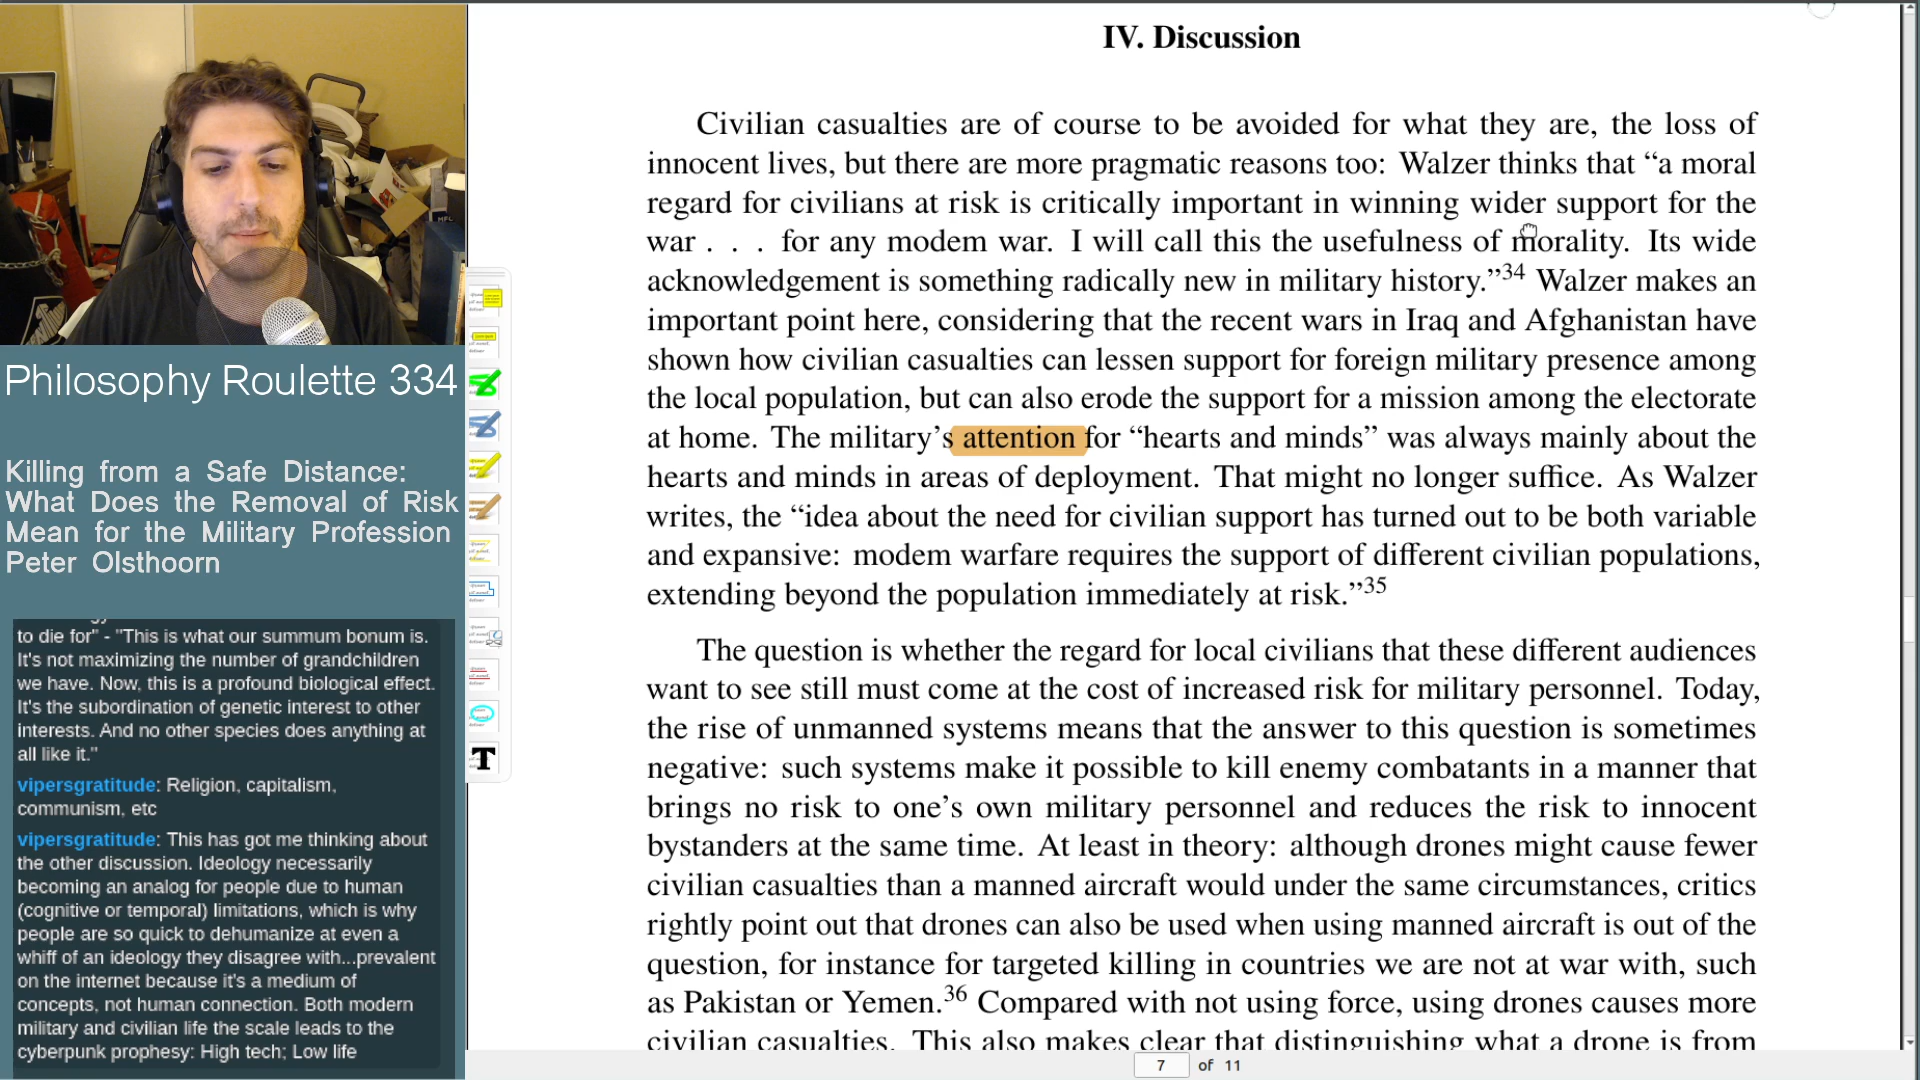 Philosophy Roulette 334
Killing from a Safe Distance:
What Does the Removal of Risk
Mean for the Military Profession
Peter Olsthoorn
to die for" - "This is what our summum bonum is.
It's not maximizing the number of grandchildren
we have. Now, this is a profound biological effect.
It's the subordination of genetic interest to other
interests. And no other species does anything at
all like it."
vipersgratitude: Religion, capitalism,
communism, etc
vipersgratitude: This has got me thinking about
the other discussion. Ideology necessarily
becoming an analog for people due to human
(cognitive or temporal) limitations, which is why
people are so quick to dehumanize at even a
whiff of an ideology they disagree with...prevalent
on the internet because it's a medium of
concepts, not human connection. Both modern
military and civilian life the scale leads to the
cyberpunk prophesy: High tech; Low life
T
IV. Discussion
Civilian casualties are of course to be avoided for what they are, the loss of
innocent lives, but there are more pragmatic reasons too: Walzer thinks that “a moral
regard for civilians at risk is critically important in winning wider support for the
war . . . for any modem war. I will call this the usefulness of morality. Its wide
acknowledgement is something radically new in military history.”34 Walzer makes an
important point here, considering that the recent wars in Iraq and Afghanistan have
shown how civilian casualties can lessen support for foreign military presence among
the local population, but can also erode the support for a mission among the electorate
at home. The military’s attention for “hearts and minds” was always mainly about the
hearts and minds in areas of deployment. That might no longer suffice. As Walzer
writes, the “idea about the need for civilian support has turned out to be both variable
and expansive: modem warfare requires the support of different civilian populations,
extending beyond the population immediately at risk.”35
The question is whether the regard for local civilians that these different audiences
want to see still must come at the cost of increased risk for military personnel. Today,
the rise of unmanned systems means that the answer to this question is sometimes
negative: such systems make it possible to kill enemy combatants in a manner that
brings no risk to one’s own military personnel and reduces the risk to innocent
bystanders at the same time. At least in theory: although drones might cause fewer
civilian casualties than a manned aircraft would under the same circumstances, critics
rightly point out that drones can also be used when using manned aircraft is out of the
question, for instance for targeted killing in countries we are not at war with, such
as Pakistan or Yemen.36 Compared with not using force, using drones causes more
civilian casualties. This also makes clear that distinguishing what a drone is from
7 of 11